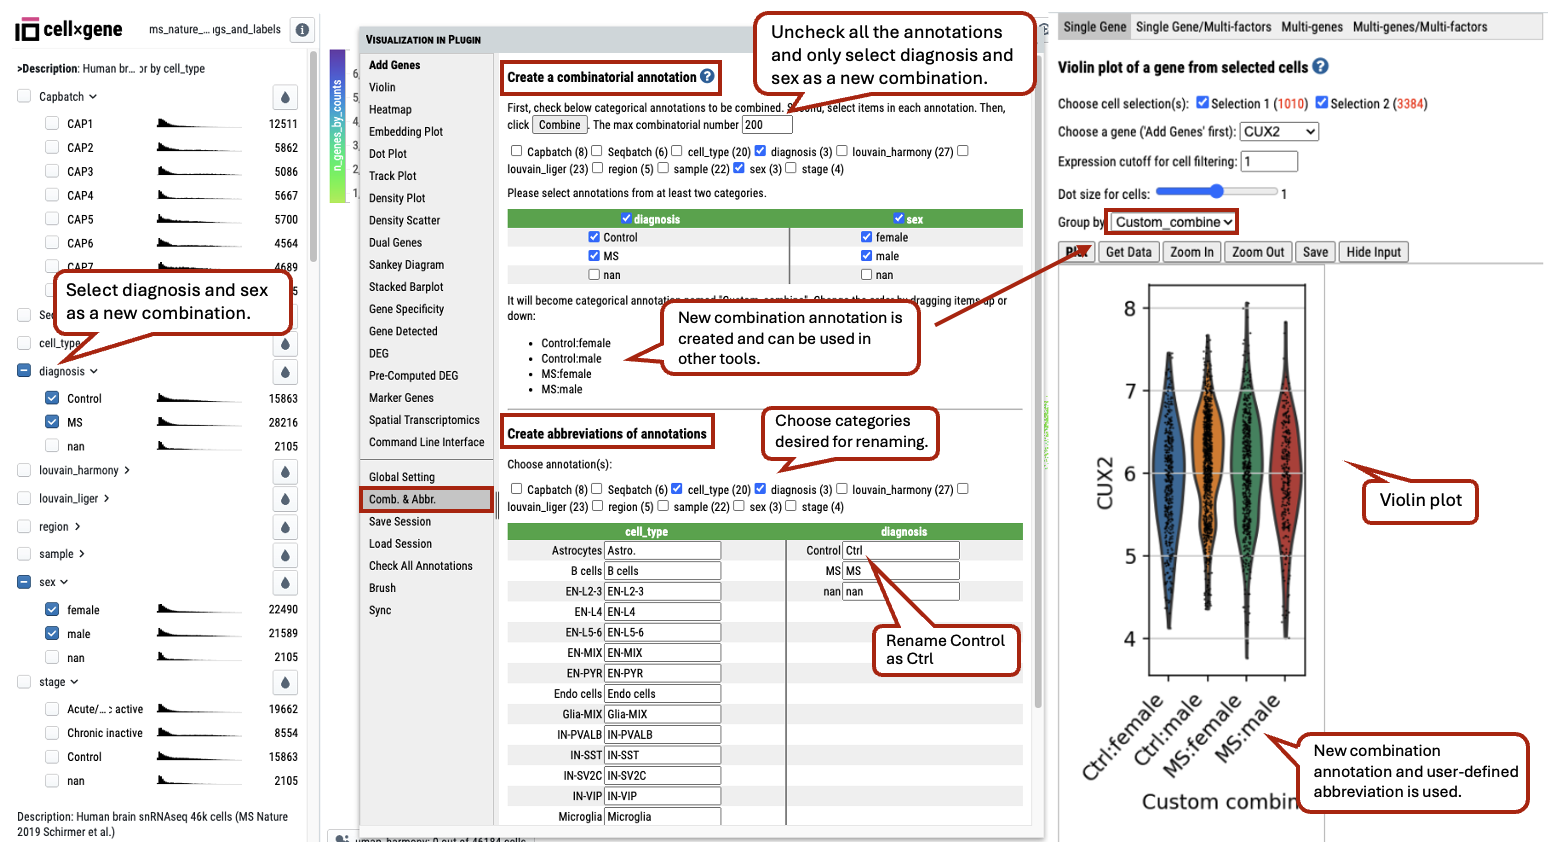 cell×gene
ms_nature_... ıgs_and_labels
>Description: Human br... or by cell_type
Capbatch
CAP1 12511
CAP2 5862
CAP3 5086
CAP4 5667
CAP5 5700
CAP6 4564
CAP7 4689
Select diagnosis and sex
as a new combination.
cell_type
diagnosis
Control 15863
MS 28216
nan 2105
louvain_harmony
louvain_liger
region
sample
sex
female 22490
male 21589
nan 2105
stage
Acute/... active 19662
Chronic inactive 8554
Control 15863
nan 2105
Description: Human brain snRNAseq 46k cells (MS Nature
2019 Schirmer et al.)
n_genes_by_counts
VISUALIZATION IN PLUGIN
Add Genes
Violin
Heatmap
Embedding Plot
Dot Plot
Track Plot
Density Plot
Density Scatter
Dual Genes
Sankey Diagram
Stacked Barplot
Gene Specificity
Gene Detected
DEG
Pre-Computed DEG
Marker Genes
Spatial Transcriptomics
Command Line Interface
Global Setting
Comb. & Abbr.
Save Session
Load Session
Check All Annotations
Brush
Sync
Uncheck all the annotations
and only select diagnosis and
sex as a new combination.
Create a combinatorial annotation ?
First, check below categorical annotations to be combined. Second, select items in each annotation. Then,
click Combine . The max combinatorial number 200
Capbatch (8) Seqbatch (6) cell_type (20) diagnosis (3) louvain_harmony (27)
louvain_liger (23) region (5) sample (22) sex (3) stage (4)
Please select annotations from at least two categories.
diagnosis sex
Control female
MS male
nan nan
It will become categorical annotation named "Custom_combine". Change the order by dragging items up or
down:
Control:female
Control:male
MS:female
MS:male
New combination annotation is
created and can be used in
other tools.
Create abbreviations of annotations
Choose categories
desired for renaming.
Choose annotation(s):
Capbatch (8) Seqbatch (6) cell_type (20) diagnosis (3) louvain_harmony (27)
louvain_liger (23) region (5) sample (22) sex (3) stage (4)
cell_type diagnosis
Astrocytes Astro. Control Ctrl
B cells B cells MS MS
EN-L2-3 EN-L2-3 nan nan
EN-L4 EN-L4
EN-L5-6 EN-L5-6
EN-MIX EN-MIX
EN-PYR EN-PYR
Endo cells Endo cells
Glia-MIX Glia-MIX
IN-PVALB IN-PVALB
IN-SST IN-SST
IN-SV2C IN-SV2C
IN-VIP IN-VIP
Microglia Microglia
Rename Control
as Ctrl
Single Gene Single Gene/Multi-factors Multi-genes Multi-genes/Multi-factors
Violin plot of a gene from selected cells ?
Choose cell selection(s): Selection 1 (1010) Selection 2 (3384)
Choose a gene ('Add Genes' first): CUX2
Expression cutoff for cell filtering: 1
Dot size for cells: 1
Group by Custom_combine
Plot Get Data Zoom In Zoom Out Save Hide Input
8
7
6
5
4
CUX2
Ctrl:female
Ctrl:male
MS:female
MS:male
Custom combin
Violin plot
New combination
annotation and user-defined
abbreviation is used.